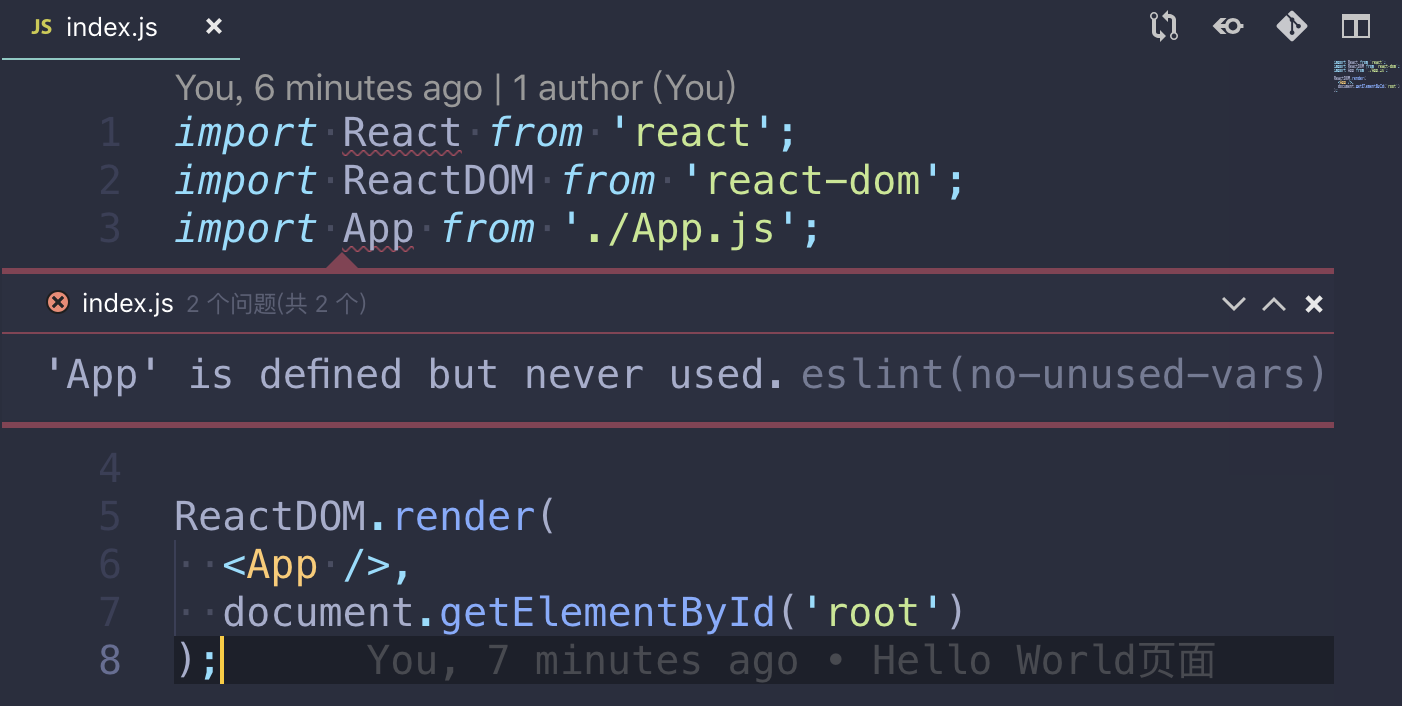 JS index.js ×
You, 6 minutes ago | 1 author (You)
1 import React from 'react';
2 import ReactDOM from 'react-dom';
3 import App from './App.js';
index.js 2 个问题(共 2 个)
'App' is defined but never used. eslint(no-unused-vars)
4
5 ReactDOM.render(
6 <App />,
7 document.getElementById('root')
8 ); You, 7 minutes ago • Hello World页面